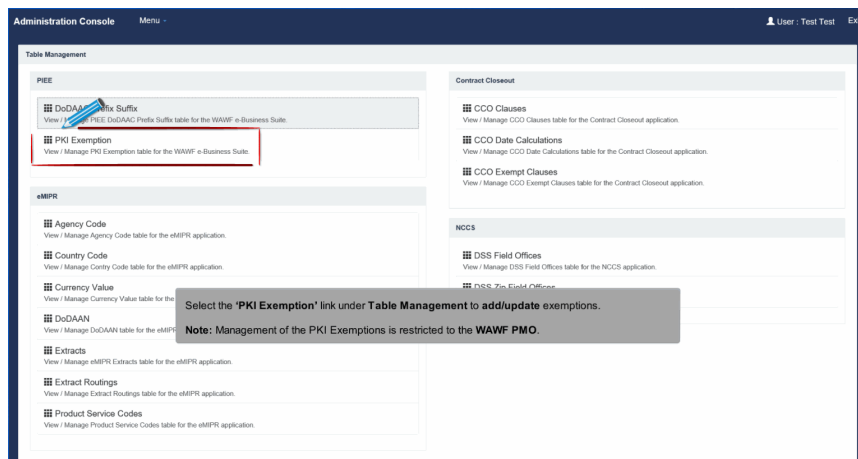 Administration Console Menu
User : Test Test Ex
Table Management
PIEE
DoDAAC Prefix Suffix
View / Manage PIEE DoDAAC Prefix Suffix table for the WAWF e-Business Suite.
PKI Exemption
View / Manage PKI Exemption table for the WAWF e-Business Suite.
eMIPR
Agency Code
View / Manage Agency Code table for the eMIPR application.
Country Code
View / Manage Contry Code table for the eMIPR application.
Currency Value
View / Manage Currency Value table for the
DoDAAN
View / Manage DoDAAN table for the eMIPR
Extracts
View / Manage eMIPR Extracts table for the eMIPR application.
Extract Routings
View / Manage Extract Routings table for the eMIPR application.
Product Service Codes
View / Manage Product Service Codes table for the eMIPR application.
Contract Closeout
CCO Clauses
View / Manage CCO Clauses table for the Contract Closeout application.
CCO Date Calculations
View / Manage CCO Date Calculations table for the Contract Closeout application.
CCO Exempt Clauses
View / Manage CCO Exempt Clauses table for the Contract Closeout application.
NCCS
DSS Field Offices
View / Manage DSS Field Offices table for the NCCS application.
DSS Zip Field Offices
Select the 'PKI Exemption' link under Table Management to add/update exemptions.
Note: Management of the PKI Exemptions is restricted to the WAWF PMO.